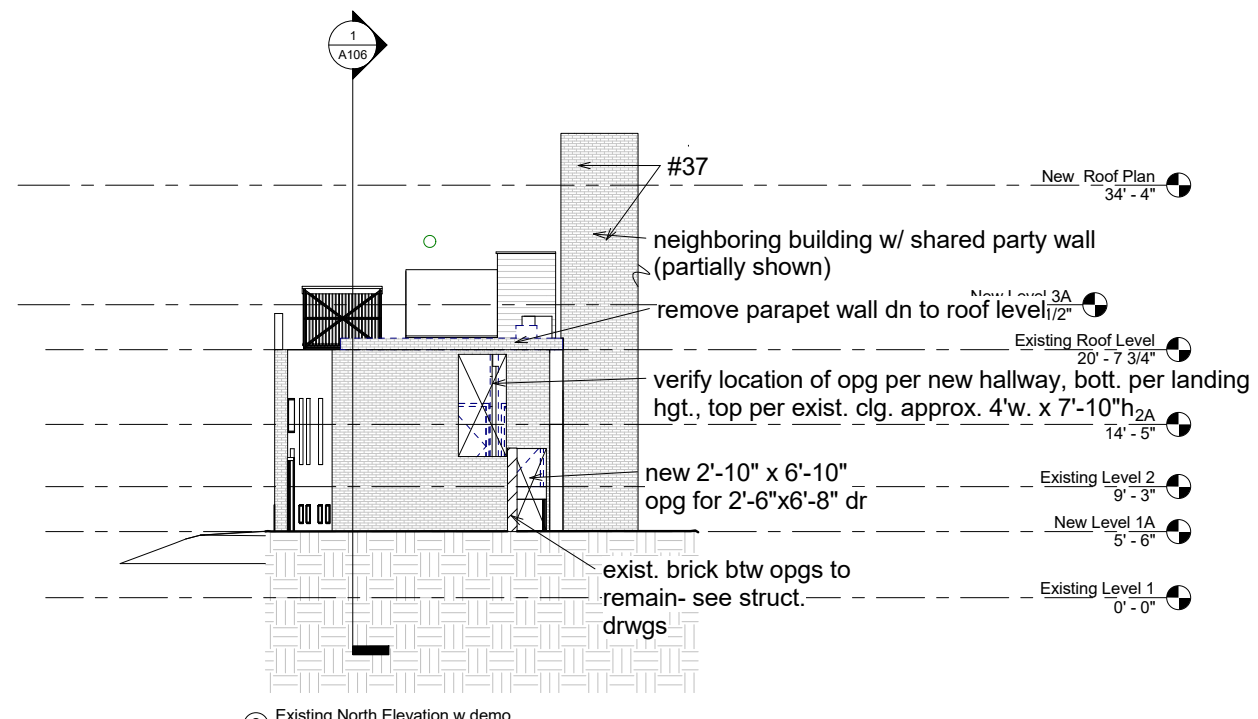 1
A106
#37
New Roof Plan
34' - 4"
neighboring building w/ shared party wall
(partially shown)
New Level 3A
1/2"
remove parapet wall dn to roof level
Existing Roof Level
20' - 7 3/4"
verify location of opg per new hallway, bott. per landing
hgt., top per exist. clg. approx. 4'w. x 7'-10"h
2A
14' - 5"
new 2'-10" x 6'-10"
opg for 2'-6"x6'-8" dr
Existing Level 2
9' - 3"
New Level 1A
5' - 6"
exist. brick btw opgs to
remain- see struct.
drwgs
Existing Level 1
0' - 0"
Existing North Elevation w demo